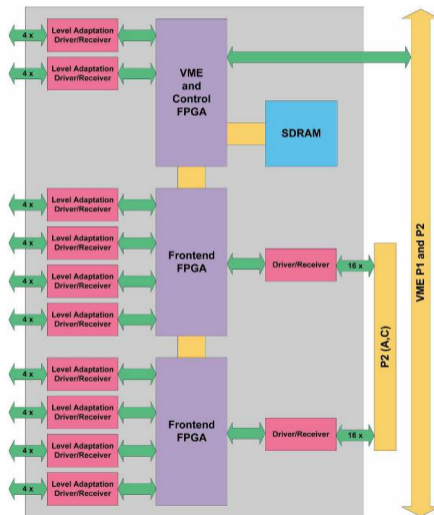 4 x
Level Adaptation
Driver/Receiver
4 x
Level Adaptation
Driver/Receiver
VME
and
Control
FPGA
SDRAM
4 x
Level Adaptation
Driver/Receiver
4 x
Level Adaptation
Driver/Receiver
4 x
Level Adaptation
Driver/Receiver
4 x
Level Adaptation
Driver/Receiver
Frontend
FPGA
Driver/Receiver
16 x
4 x
Level Adaptation
Driver/Receiver
4 x
Level Adaptation
Driver/Receiver
4 x
Level Adaptation
Driver/Receiver
4 x
Level Adaptation
Driver/Receiver
Frontend
FPGA
Driver/Receiver
16 x
P2 (A,C)
VME P1 and P2